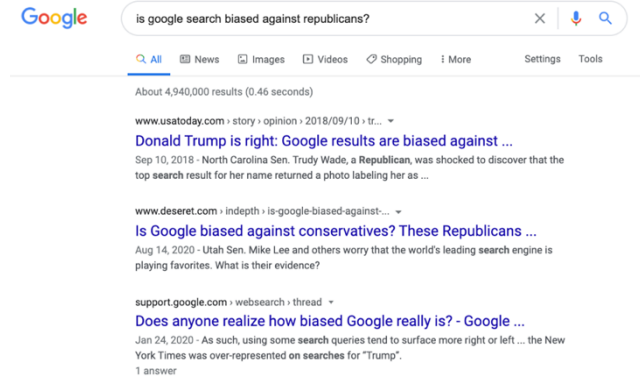 Google
is google search biased against republicans?
All News Images Videos Shopping More Settings Tools
About 4,940,000 results (0.46 seconds)
www.usatoday.com › story › opinion › 2018/09/10 › tr...
Donald Trump is right: Google results are biased against ...
Sep 10, 2018 - North Carolina Sen. Trudy Wade, a Republican, was shocked to discover that the
top search result for her name returned a photo labeling her as ...
www.deseret.com › indepth › is-google-biased-against-...
Is Google biased against conservatives? These Republicans ...
Aug 14, 2020 - Utah Sen. Mike Lee and others worry that the world's leading search engine is
playing favorites. What is their evidence?
support.google.com › websearch › thread
Does anyone realize how biased Google really is? - Google ...
Jan 24, 2020 - As such, using some search queries tend to surface more right or left ... the New
York Times was over-represented on searches for "Trump".
1 answer